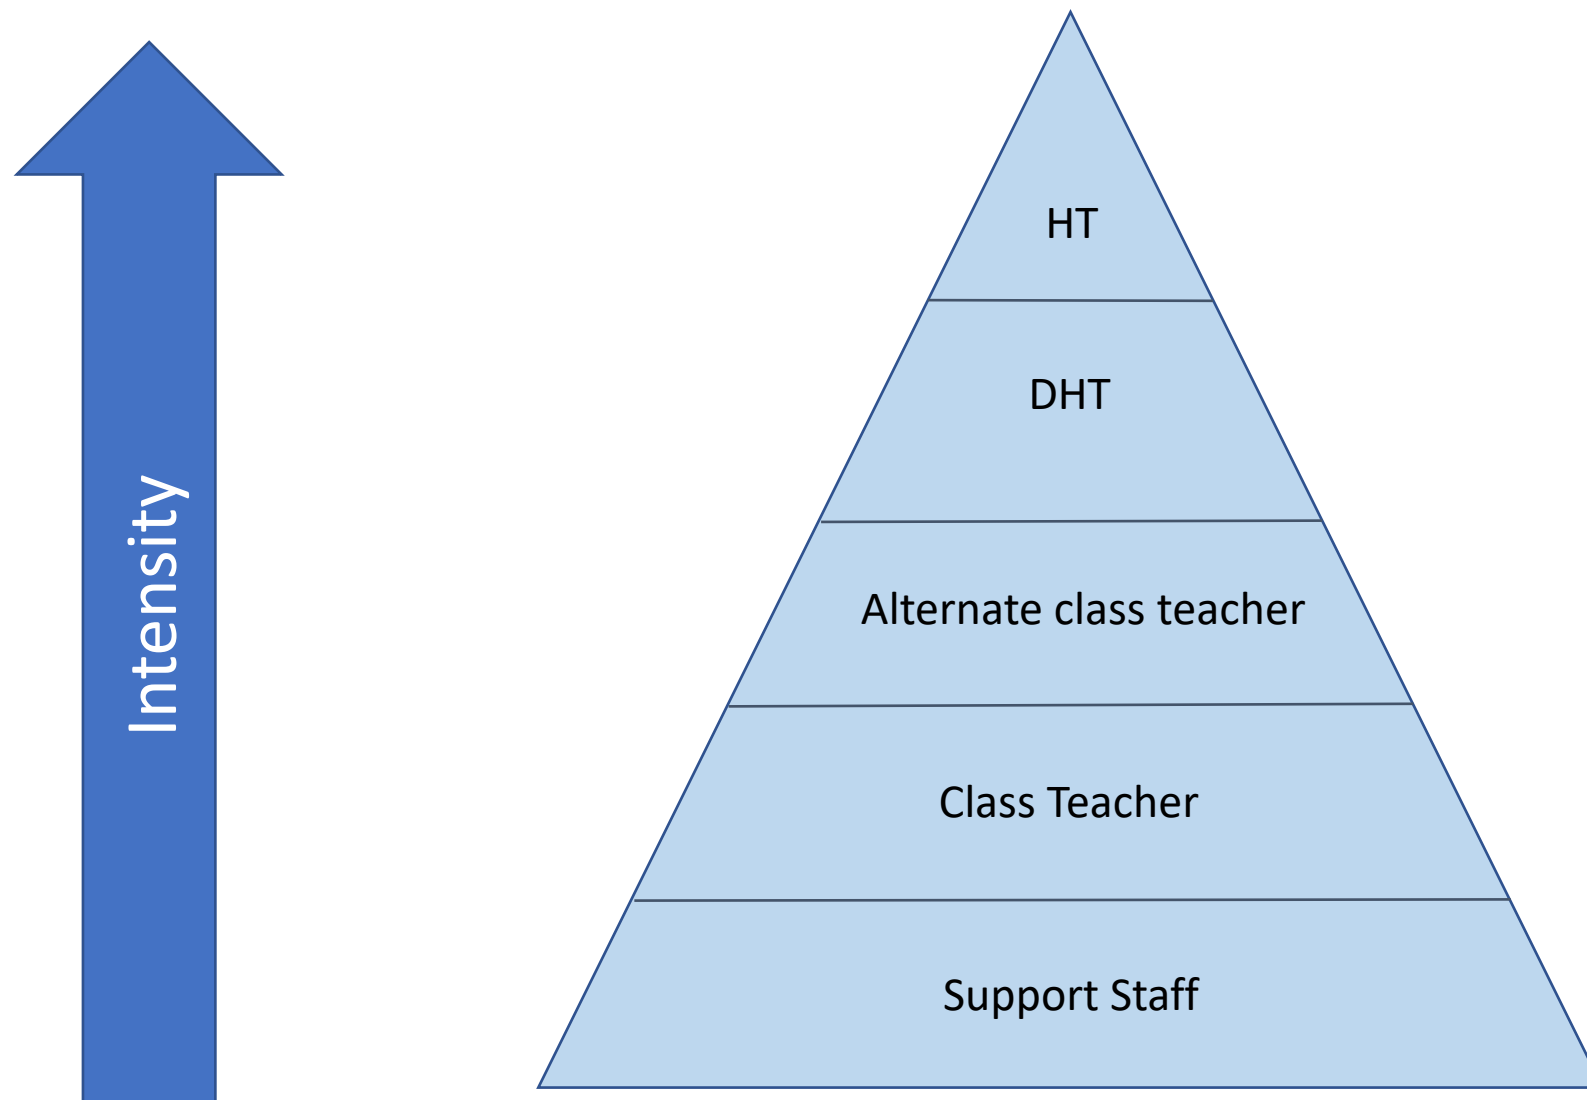 Intensity
HT
DHT
Alternate class teacher
Class Teacher
Support Staff